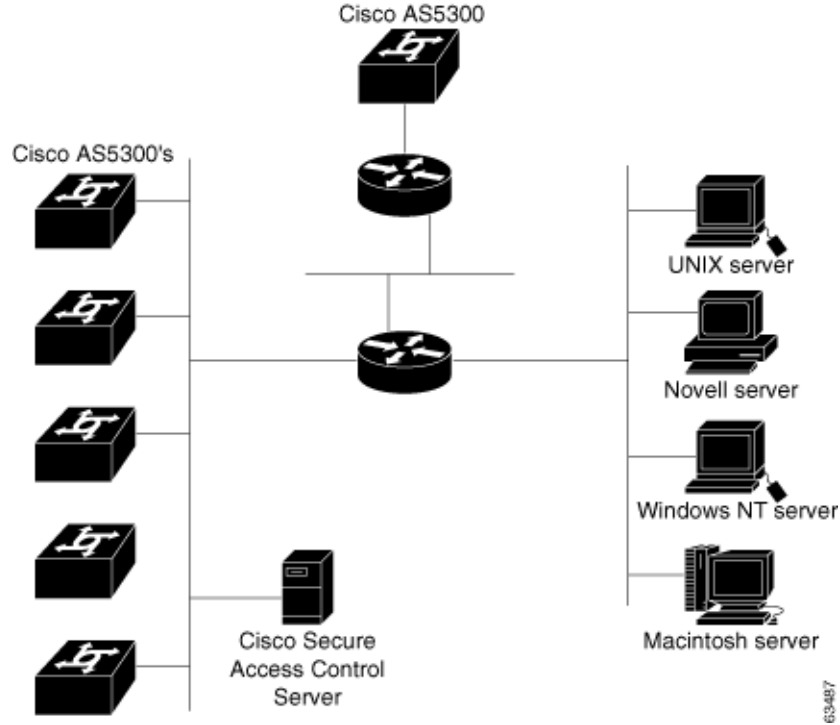 Cisco AS5300
Cisco AS5300's
UNIX server
Novell server
Windows NT server
Macintosh server
Cisco Secure
Access Control
Server
63487